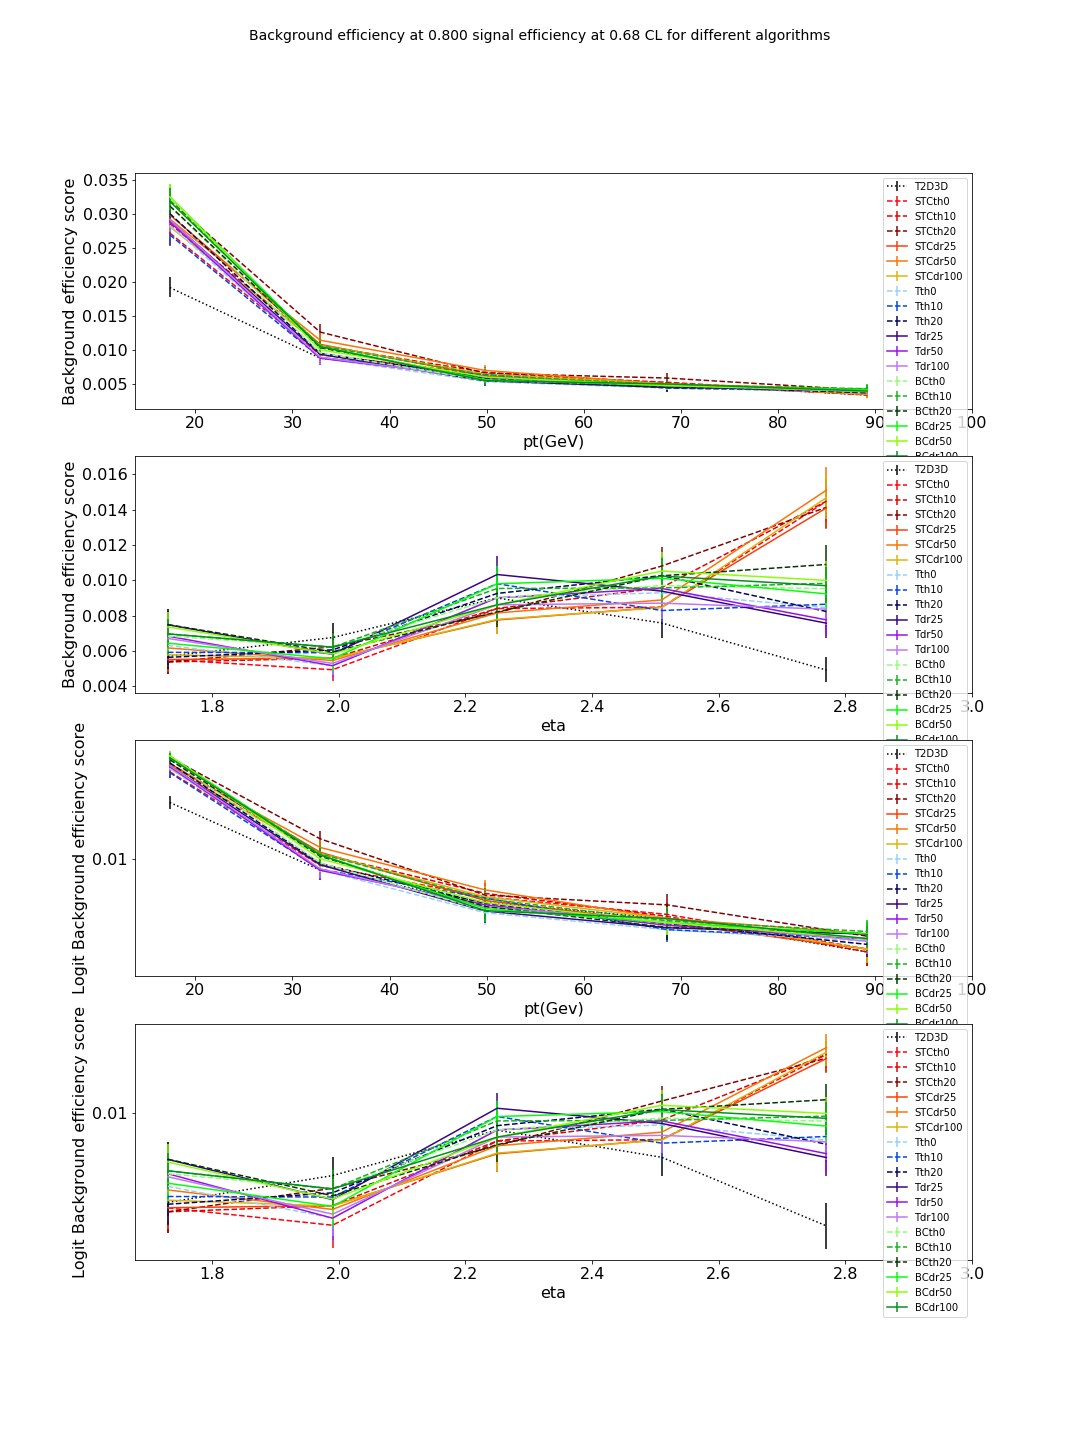 Background efficiency at 0.800 signal efficiency at 0.68 CL for different algorithms
Background efficiency score
0.035
0.030
0.025
0.020
0.015
0.010
0.005
20 30 40 50 60 70 80 90 100
pt(GeV)
T2D3D
STCth0
STCth10
STCth20
STCdr25
STCdr50
STCdr100
Tth0
Tth10
Tth20
Tdr25
Tdr50
Tdr100
BCth0
BCth10
BCth20
BCdr25
BCdr50
BCdr100
Background efficiency score
0.016
0.014
0.012
0.010
0.008
0.006
0.004
1.8 2.0 2.2 2.4 2.6 2.8 3.0
eta
T2D3D
STCth0
STCth10
STCth20
STCdr25
STCdr50
STCdr100
Tth0
Tth10
Tth20
Tdr25
Tdr50
Tdr100
BCth0
BCth10
BCth20
BCdr25
BCdr50
BCdr100
Logit Background efficiency score
0.01
20 30 40 50 60 70 80 90 100
pt(Gev)
T2D3D
STCth0
STCth10
STCth20
STCdr25
STCdr50
STCdr100
Tth0
Tth10
Tth20
Tdr25
Tdr50
Tdr100
BCth0
BCth10
BCth20
BCdr25
BCdr50
BCdr100
Logit Background efficiency score
0.01
1.8 2.0 2.2 2.4 2.6 2.8 3.0
eta
T2D3D
STCth0
STCth10
STCth20
STCdr25
STCdr50
STCdr100
Tth0
Tth10
Tth20
Tdr25
Tdr50
Tdr100
BCth0
BCth10
BCth20
BCdr25
BCdr50
BCdr100